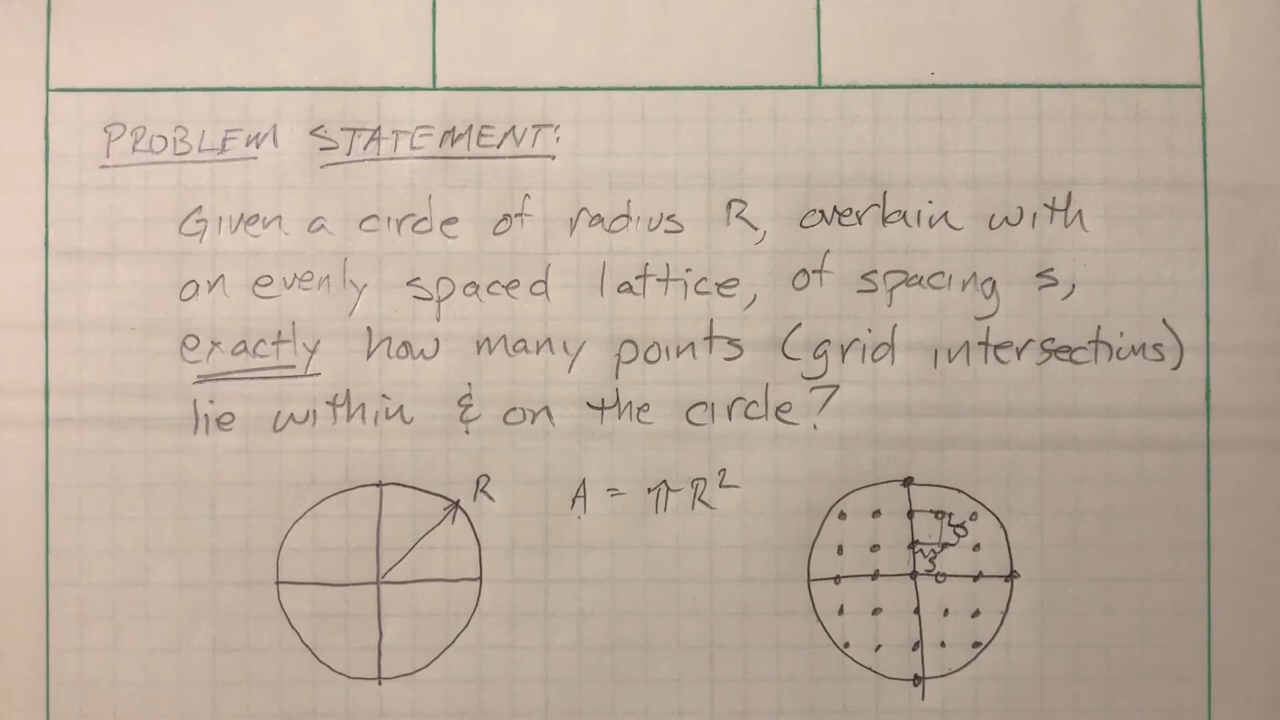 PROBLEM STATEMENT:
Given a circle of radius R, overlain with
an evenly spaced lattice, of spacing s,
exactly how many points (grid intersections)
lie within & on the circle?
R
A = πR²
s
s